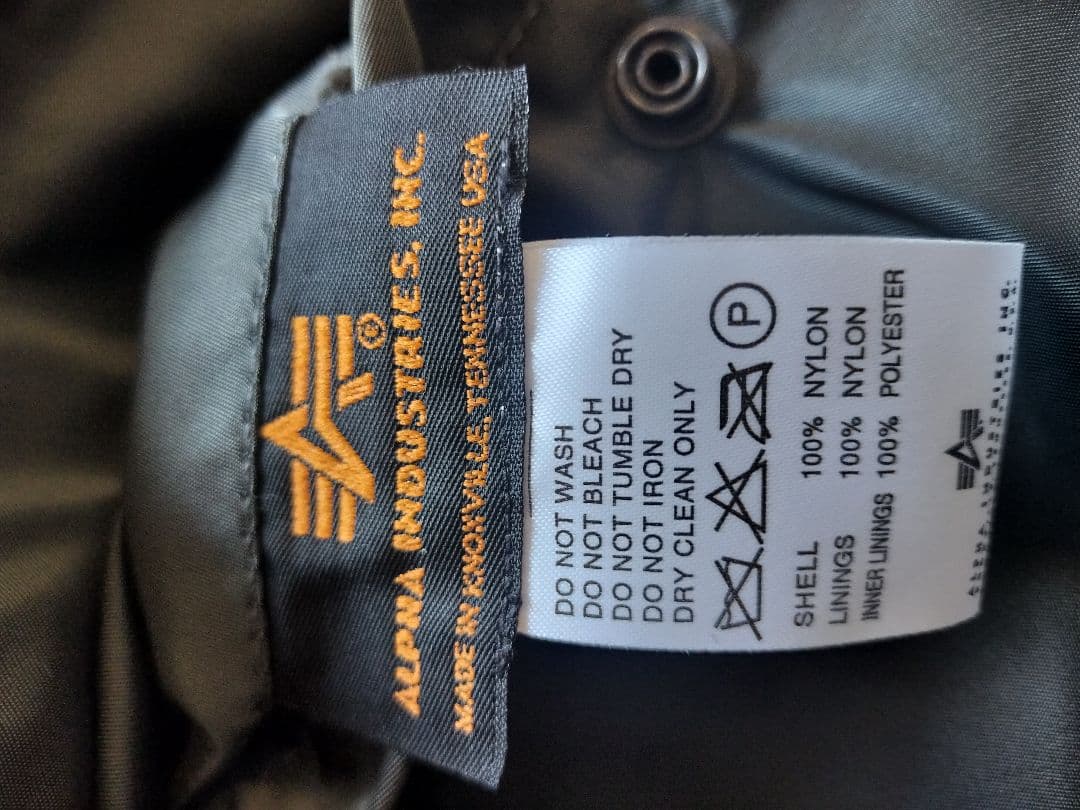 ®
ALPHA INDUSTRIES, INC.
MADE IN KNOXVILLE, TENNESSEE USA
DO NOT WASH
DO NOT BLEACH
DO NOT TUMBLE DRY
DO NOT IRON
DRY CLEAN ONLY
P
SHELL 100% NYLON
LININGS 100% NYLON
INNER LININGS 100% POLYESTER